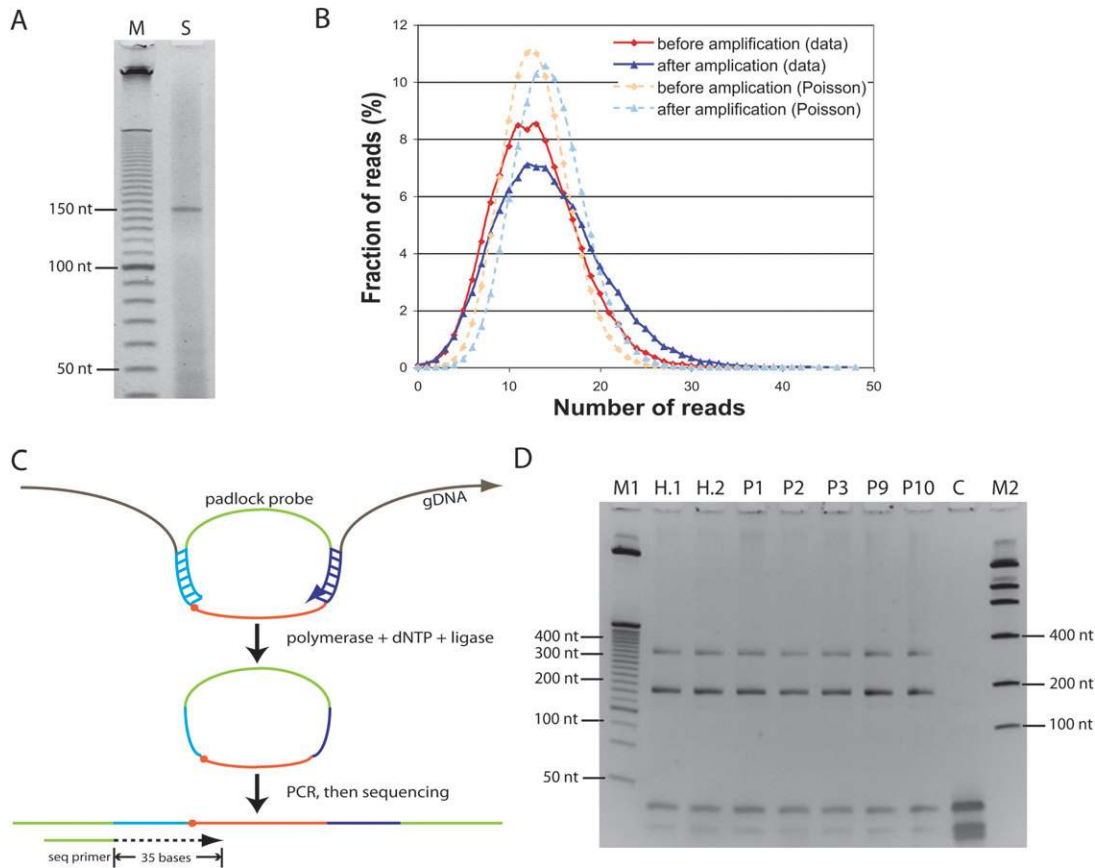 A
M S
150 nt
100 nt
50 nt
B
12
10
8
6
4
2
0
Fraction of reads (%)
before amplification (data)
after amplication (data)
before amplication (Poisson)
after amplification (Poisson)
0 10 20 30 40 50
Number of reads
C
padlock probe
gDNA
polymerase + dNTP + ligase
PCR, then sequencing
seq primer
35 bases
D
M1 H.1 H.2 P1 P2 P3 P9 P10 C M2
400 nt
300 nt
200 nt
100 nt
50 nt
400 nt
200 nt
100 nt